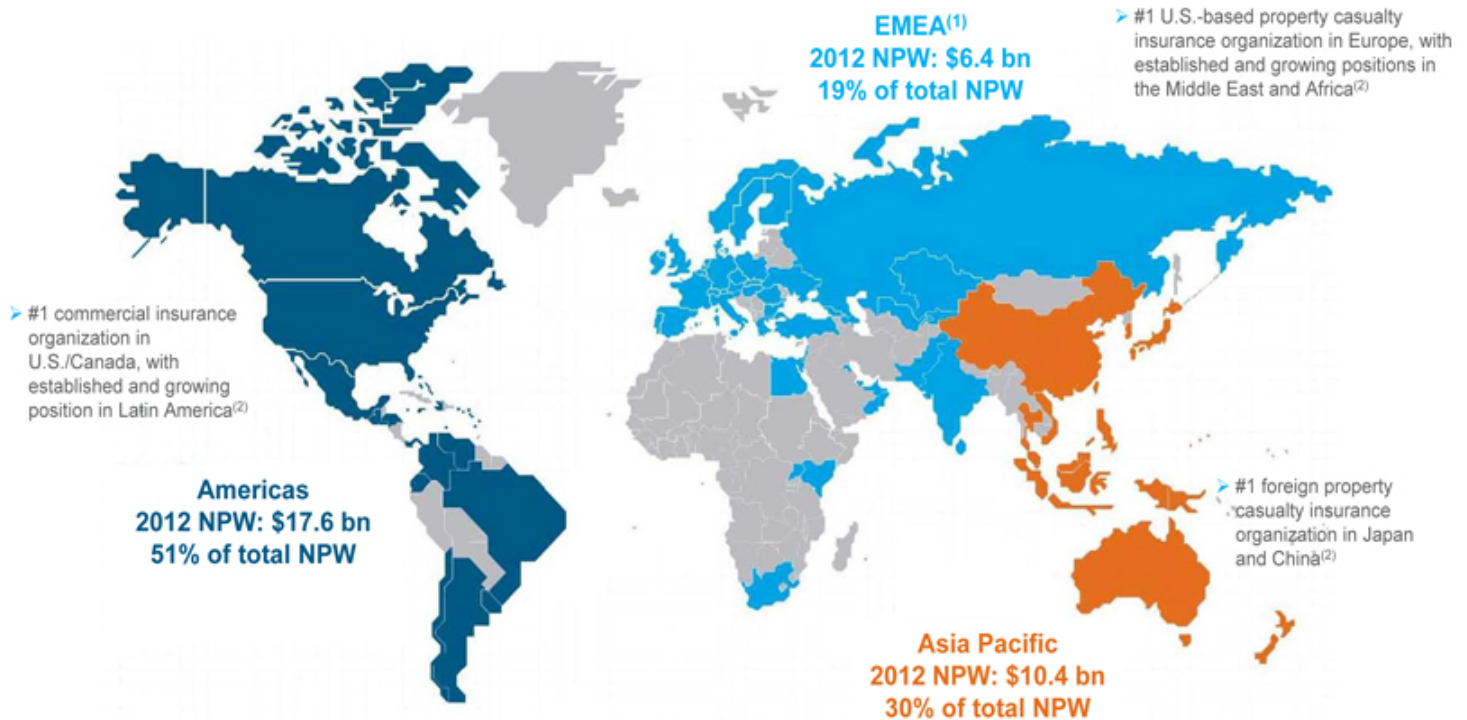 EMEA(1)
2012 NPW: $6.4 bn
19% of total NPW
➢ #1 U.S.-based property casualty
insurance organization in Europe, with
established and growing positions in
the Middle East and Africa(2)
➢ #1 commercial insurance
organization in
U.S./Canada, with
established and growing
position in Latin America(2)
Americas
2012 NPW: $17.6 bn
51% of total NPW
➢ #1 foreign property
casualty insurance
organization in Japan
and China(2)
Asia Pacific
2012 NPW: $10.4 bn
30% of total NPW